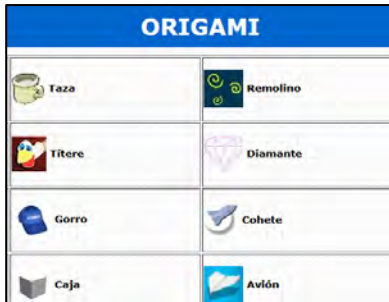 ORIGAMI
Taza
Remolino
Títere
Diamante
Gorro
Cohete
Caja
Avión